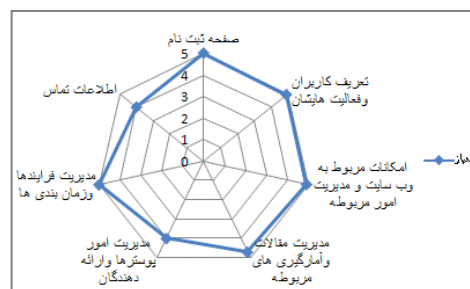 صفحه ثبت نام
تعریف کاربران
وفعالیت هایشان
امکانات مربوط به
وب سایت و مدیریت
امور مربوطه
مدیریت مقالات
وآمارگیری های
مربوطه
مدیریت امور
پوسترها وارائه
دهندگان
مدیریت فرایندها
وزمان بندی ها
اطلاعات تماس
5
4
3
2
1
0